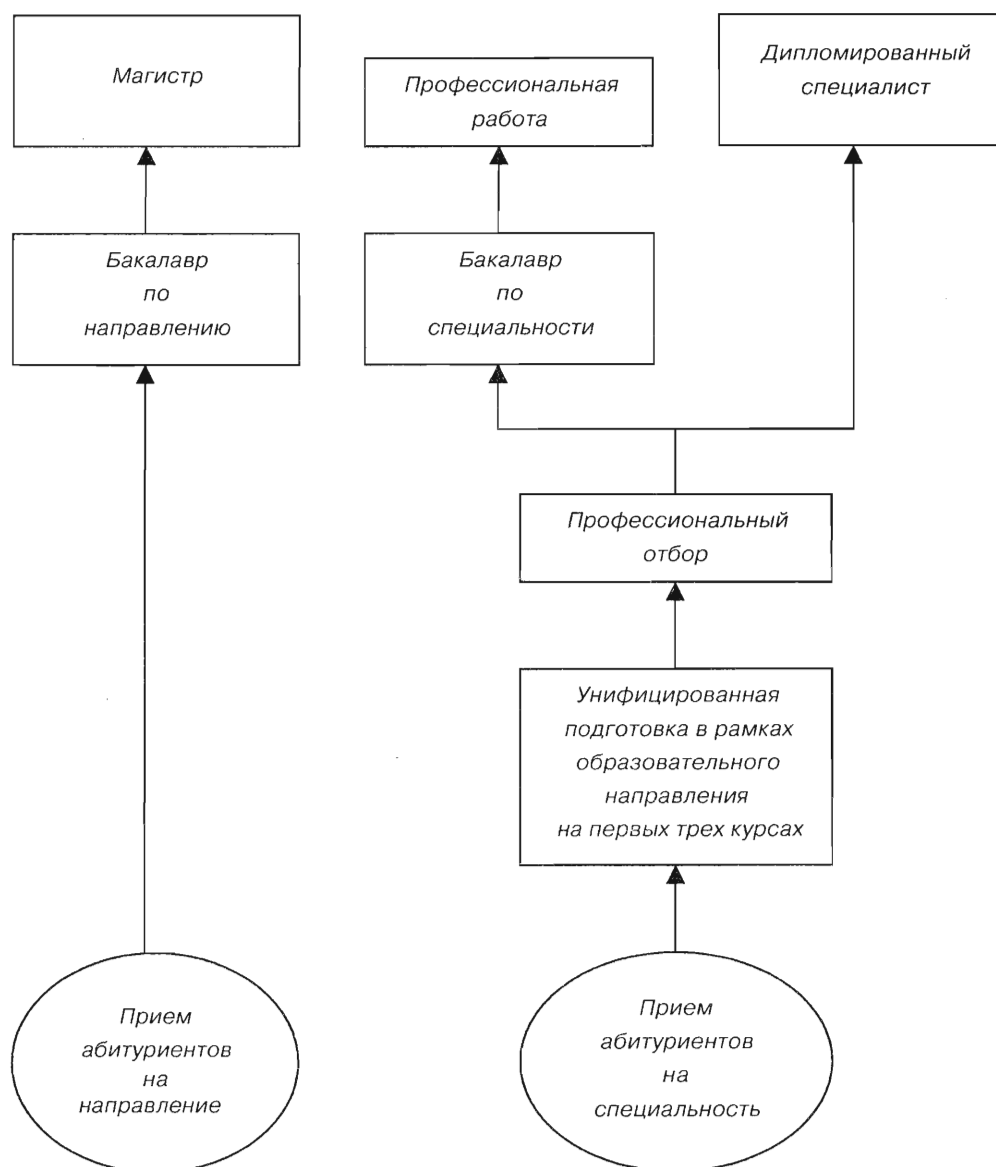 Магистр
Профессиональная
работа
Дипломированный
специалист
Бакалавр
по
направлению
Бакалавр
по
специальности
Профессиональный
отбор
Унифицированная
подготовка в рамках
образовательного
направления
на первых трех курсах
Прием
абитуриентов
на
направление
Прием
абитуриентов
на
специальность